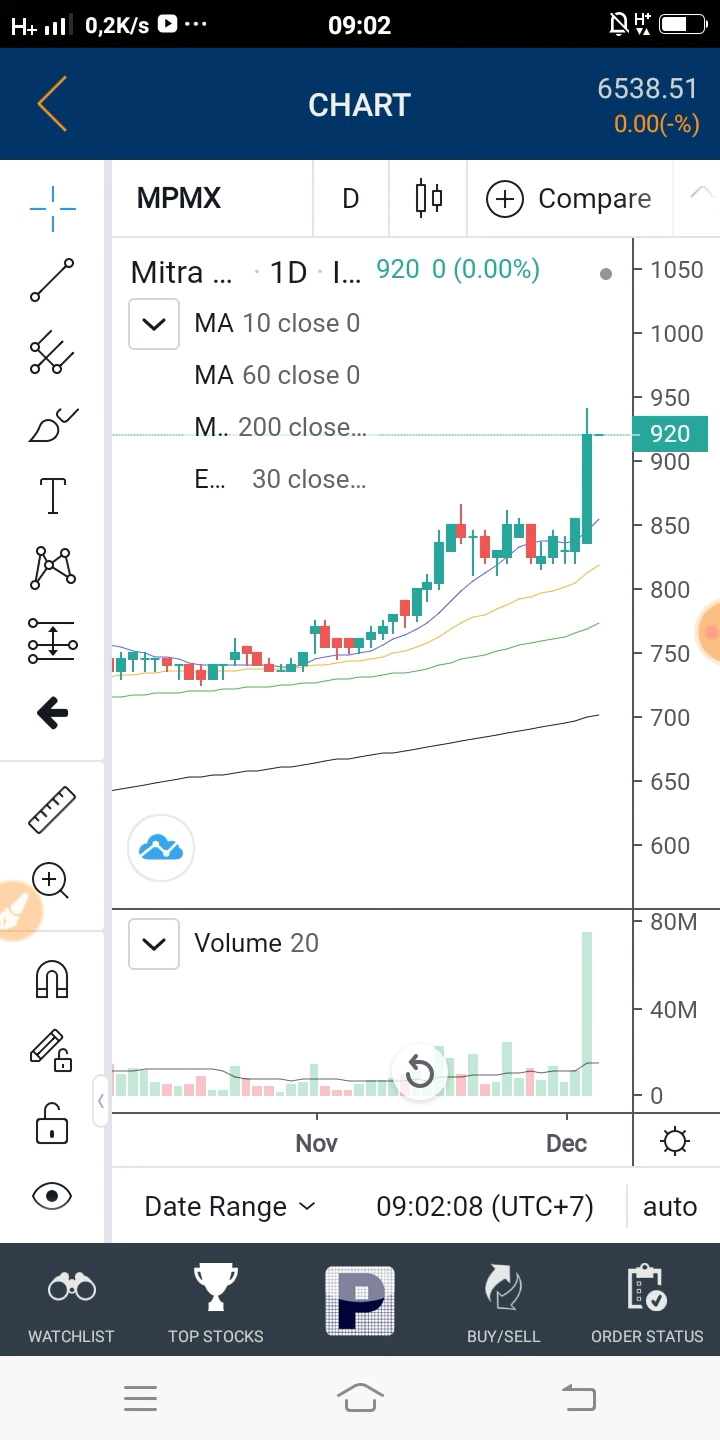 H+ 0,2K/s ... 09:02 H+
CHART
6538.51
0.00(-%)
MPMX D Compare
Mitra ... · 1D · I... 920 0 (0.00%)
MA 10 close 0
MA 60 close 0
M.. 200 close...
E... 30 close...
1050
1000
950
920
900
850
800
750
700
650
600
Volume 20
80M
40M
0
Nov Dec
Date Range 09:02:08 (UTC+7) auto
T
P
WATCHLIST TOP STOCKS BUY/SELL ORDER STATUS